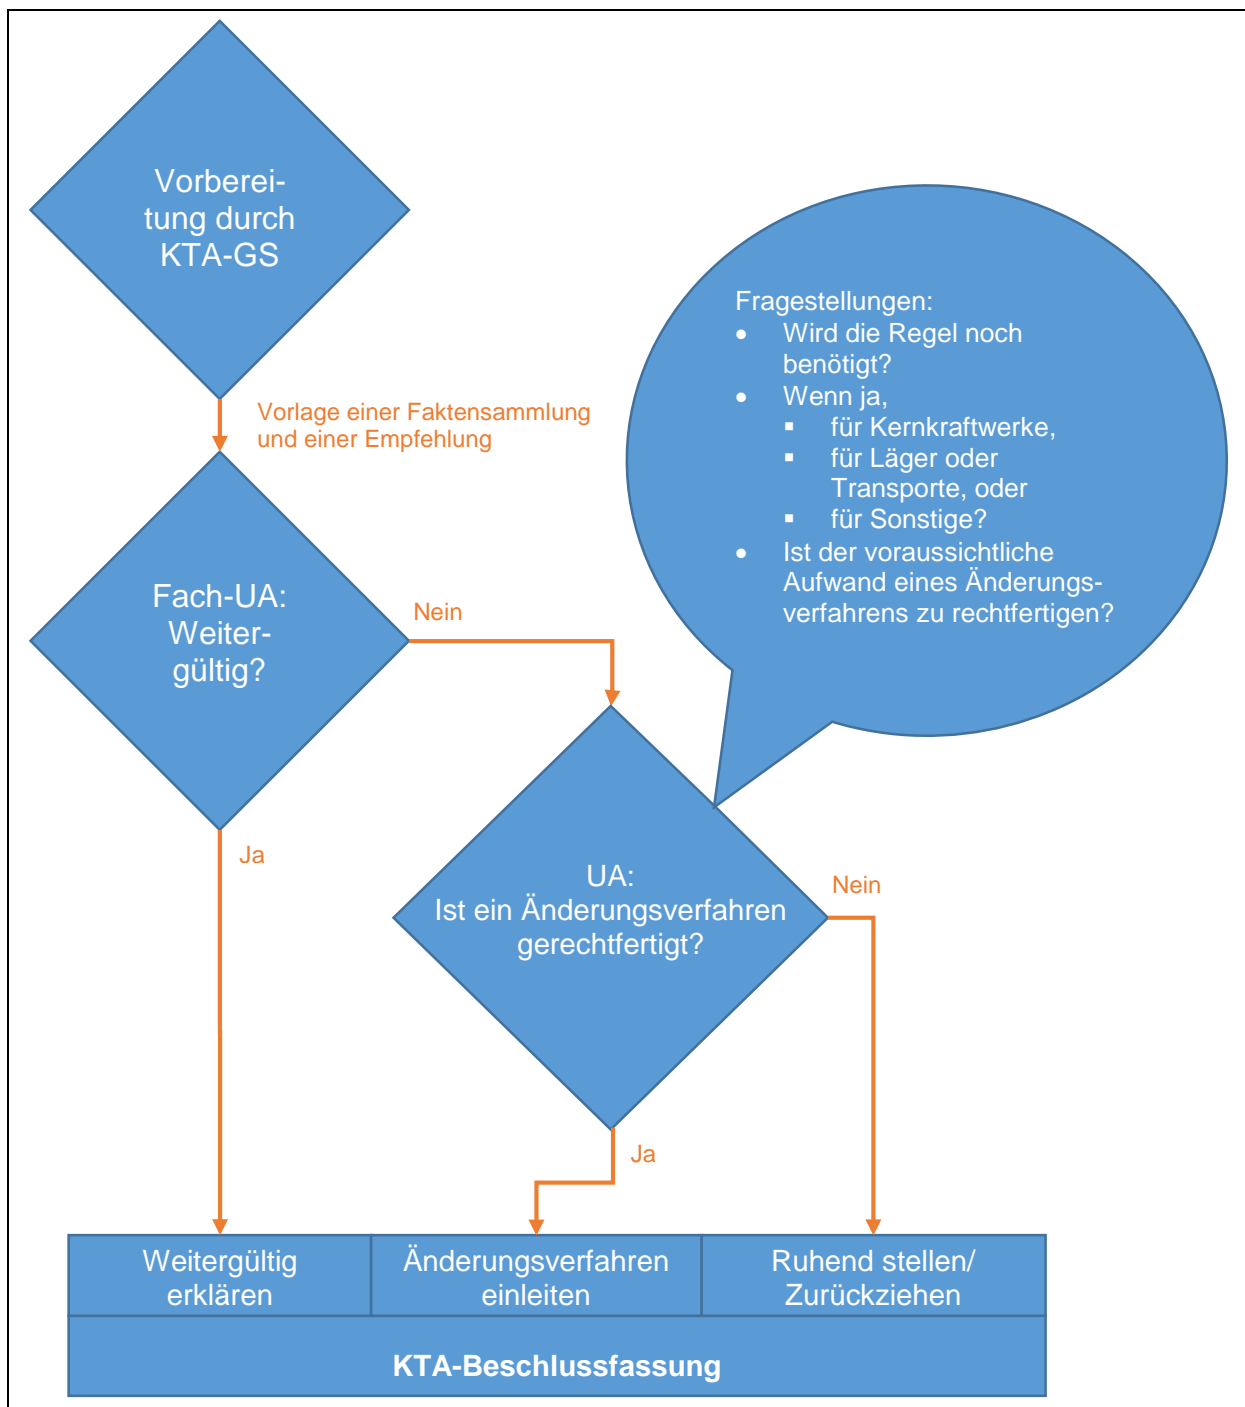 Vorberei-
tung durch
KTA-GS
Vorlage einer Faktensammlung
und einer Empfehlung
Fragestellungen:
● Wird die Regel noch
benötigt?
● Wenn ja,
▪ für Kernkraftwerke,
▪ für Läger oder
Transporte, oder
▪ für Sonstige?
● Ist der voraussichtliche
Aufwand eines Änderungs-
verfahrens zu rechtfertigen?
Fach-UA:
Weiter-
gültig?
Nein
Ja
UA:
Ist ein Änderungsverfahren
gerechtfertigt?
Nein
Ja
Weitergültig
erklären
Änderungsverfahren
einleiten
Ruhend stellen/
Zurückziehen
KTA-Beschlussfassung